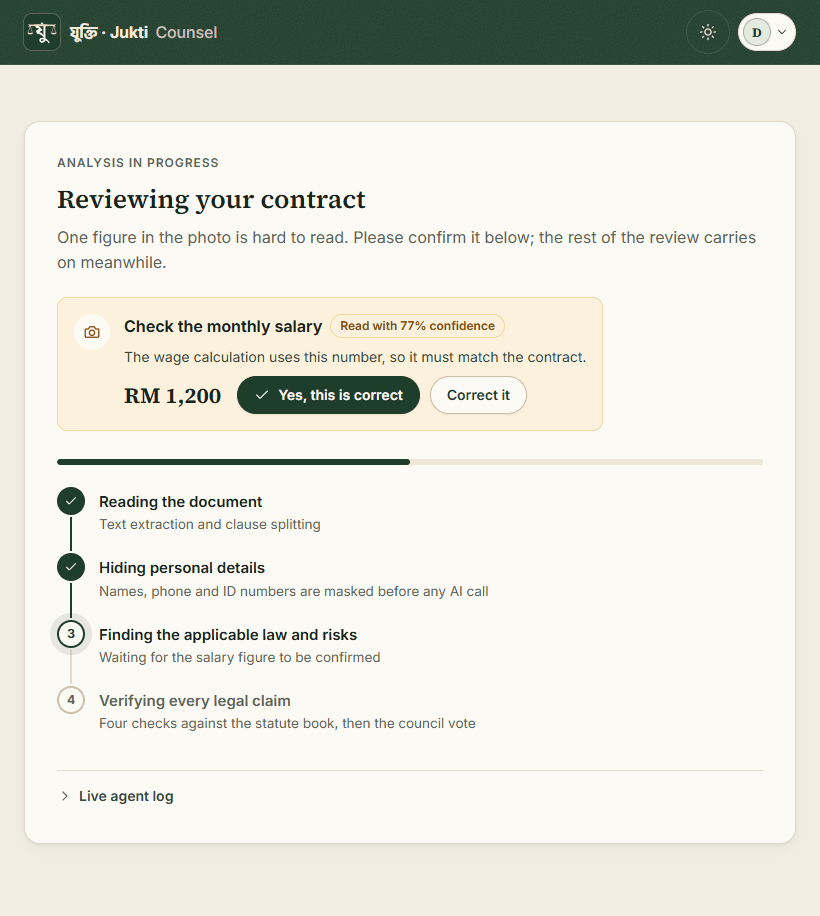 যু
যুক্তি · Jukti Counsel
D
ANALYSIS IN PROGRESS
Reviewing your contract
One figure in the photo is hard to read. Please confirm it below; the rest of the review carries
on meanwhile.
Check the monthly salary Read with 77% confidence
The wage calculation uses this number, so it must match the contract.
RM 1,200 Yes, this is correct Correct it
Reading the document
Text extraction and clause splitting
Hiding personal details
Names, phone and ID numbers are masked before any AI call
3 Finding the applicable law and risks
Waiting for the salary figure to be confirmed
4 Verifying every legal claim
Four checks against the statute book, then the council vote
Live agent log